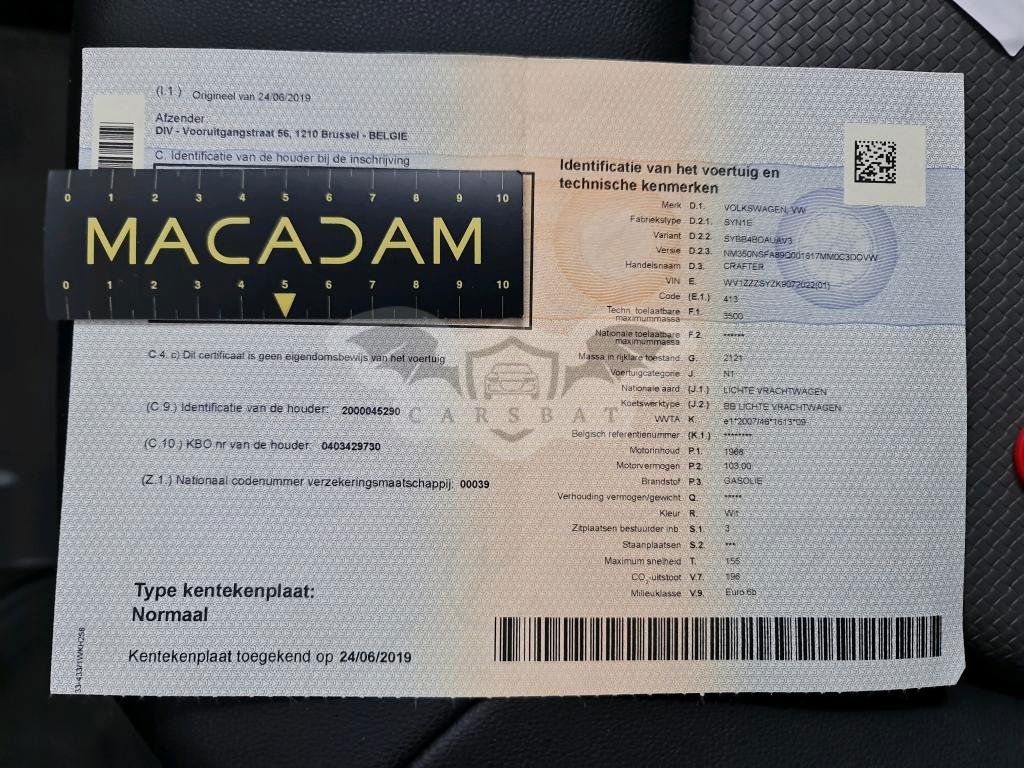 (I.1) Origineel van 24/06/2019
Afzender
DIV - Vooruitgangstraat 56, 1210 Brussel - BELGIE
C. Identificatie van de houder bij de inschrijving
0 1 2 3 4 5 6 7 8 9 10
MACADAM
0 1 2 3 4 5 6 7 8 9 10
C.4. c) Dit certificaat is geen eigendomsbewijs van het voertuig
(C.9.) Identificatie van de houder: 2000045290
(C.10.) KBO nr van de houder: 0403429730
(Z.1.) Nationaal codenummer verzekeringsmaatschappij: 00039
Type kentekenplaat:
Normaal
Kentekenplaat toegekend op 24/06/2019
Identificatie van het voertuig en
technische kenmerken
Merk D.1. VOLKSWAGEN, VW
Fabriekstype D.2.1. SYN1E
Variant D.2.2. SYBB4BDAUAV3
Versie D.2.3. NM350NSFA89Q001617MM0C3DOVW
Handelsnaam D.3. CRAFTER
VIN E. WV1ZZZSYZK9072022(01)
Code (E.1.) 413
Techn. toelaatbare maximummassa F.1. 3500
Nationale toelaatbare maximummassa F.2. ******
Massa in rijklare toestand. G. 2121
Voertuigcategorie J. N1
Nationale aard (J.1.) LICHTE VRACHTWAGEN
Koetswerktype (J.2.) BB LICHTE VRACHTWAGEN
VVTA K. e1*2007/46*1613*09
Belgisch referentienummer (K.1.) ********
Motorinhoud P.1. 1968
Motorvermogen P.2. 103.00
Brandstof P.3. GASOLIE
Verhouding vermogen/gewicht Q. *****
Kleur R. Wit
Zitplaatsen bestuurder inb. S.1. 3
Staanplaatsen S.2. ***
Maximum snelheid T. 155
CO2-uitstoot V.7. 196
Milieuklasse V.9. Euro 6b
CARSBAT